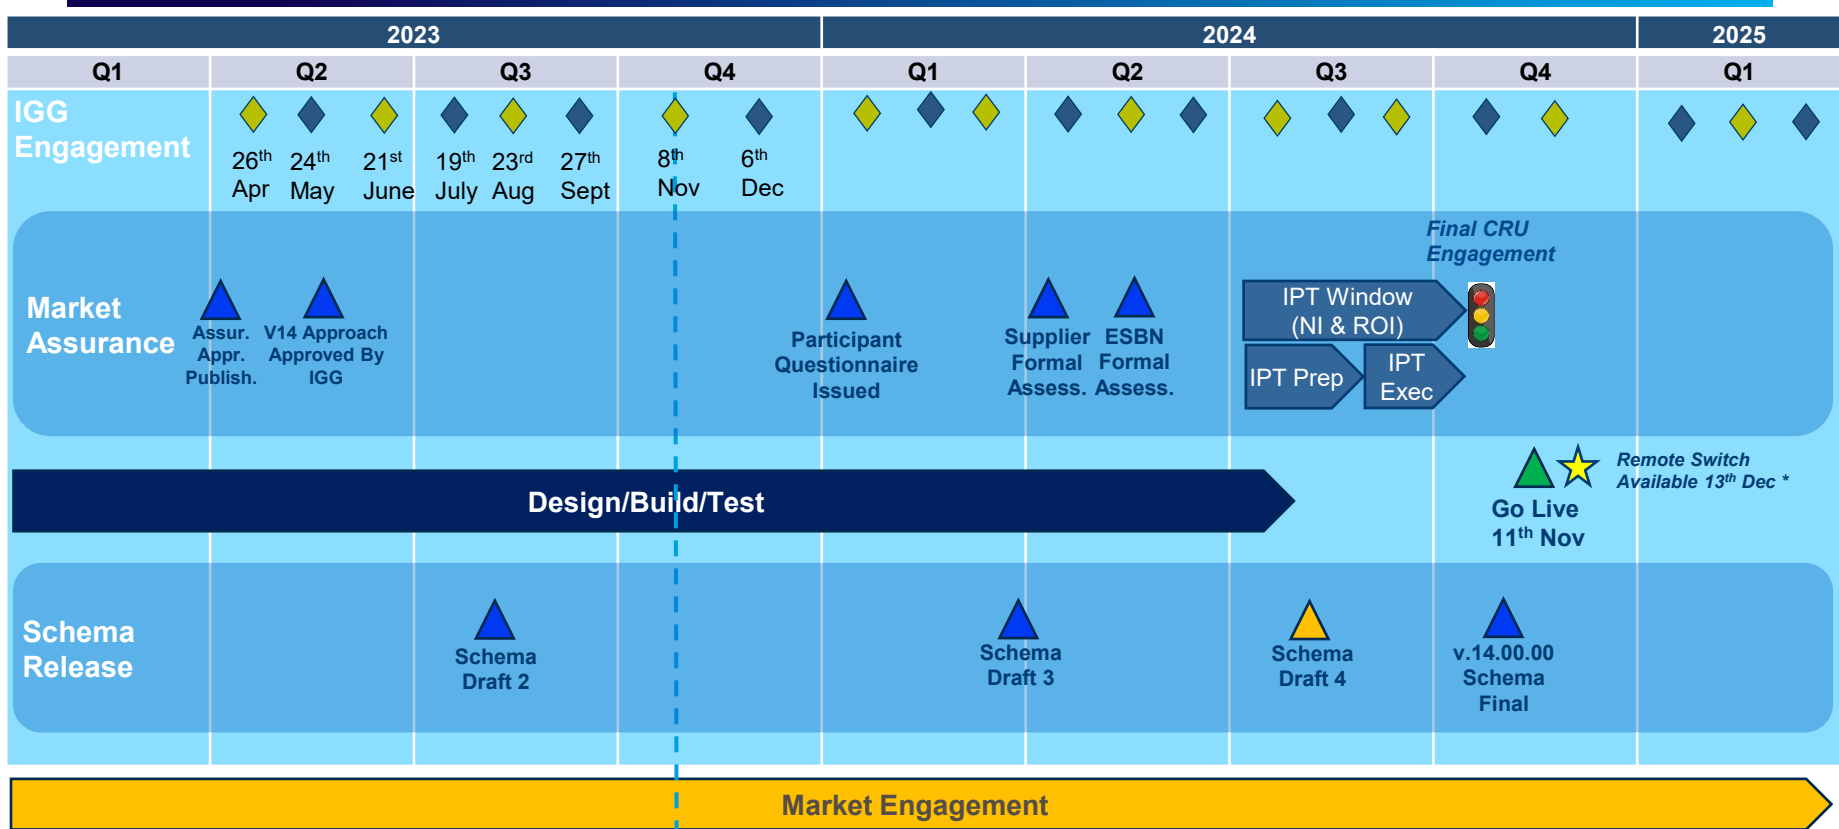 2023
2024
2025
Q1
Q2
Q3
Q4
Q1
Q2
Q3
Q4
Q1
IGG
Engagement
26th
Apr
24th
May
21st
June
19th
July
23rd
Aug
27th
Sept
8th
Nov
6th
Dec
Market
Assurance
Assur.
Appr.
Publish.
V14 Approach
Approved By
IGG
Participant
Questionnaire
Issued
Supplier
Formal
Assess.
ESBN
Formal
Assess.
Final CRU
Engagement
IPT Window
(NI & ROI)
IPT Prep
IPT
Exec
Design/Build/Test
Go Live
11th Nov
Remote Switch
Available 13th Dec *
Schema
Release
Schema
Draft 2
Schema
Draft 3
Schema
Draft 4
v.14.00.00
Schema
Final
Market Engagement